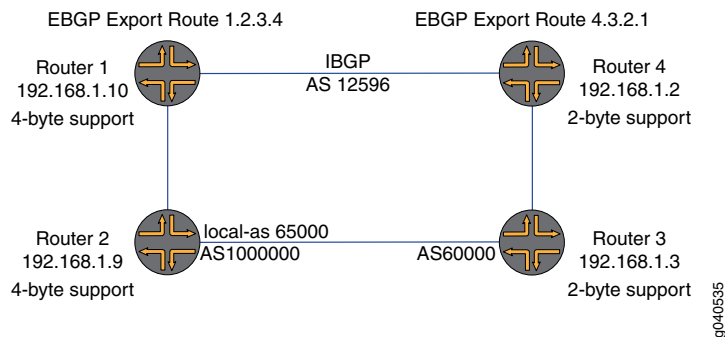 EBGP Export Route 1.2.3.4
EBGP Export Route 4.3.2.1
Router 1
192.168.1.10
4-byte support
IBGP
AS 12596
Router 4
192.168.1.2
2-byte support
Router 2
192.168.1.9
4-byte support
local-as 65000
AS1000000
AS60000
Router 3
192.168.1.3
2-byte support
g040535